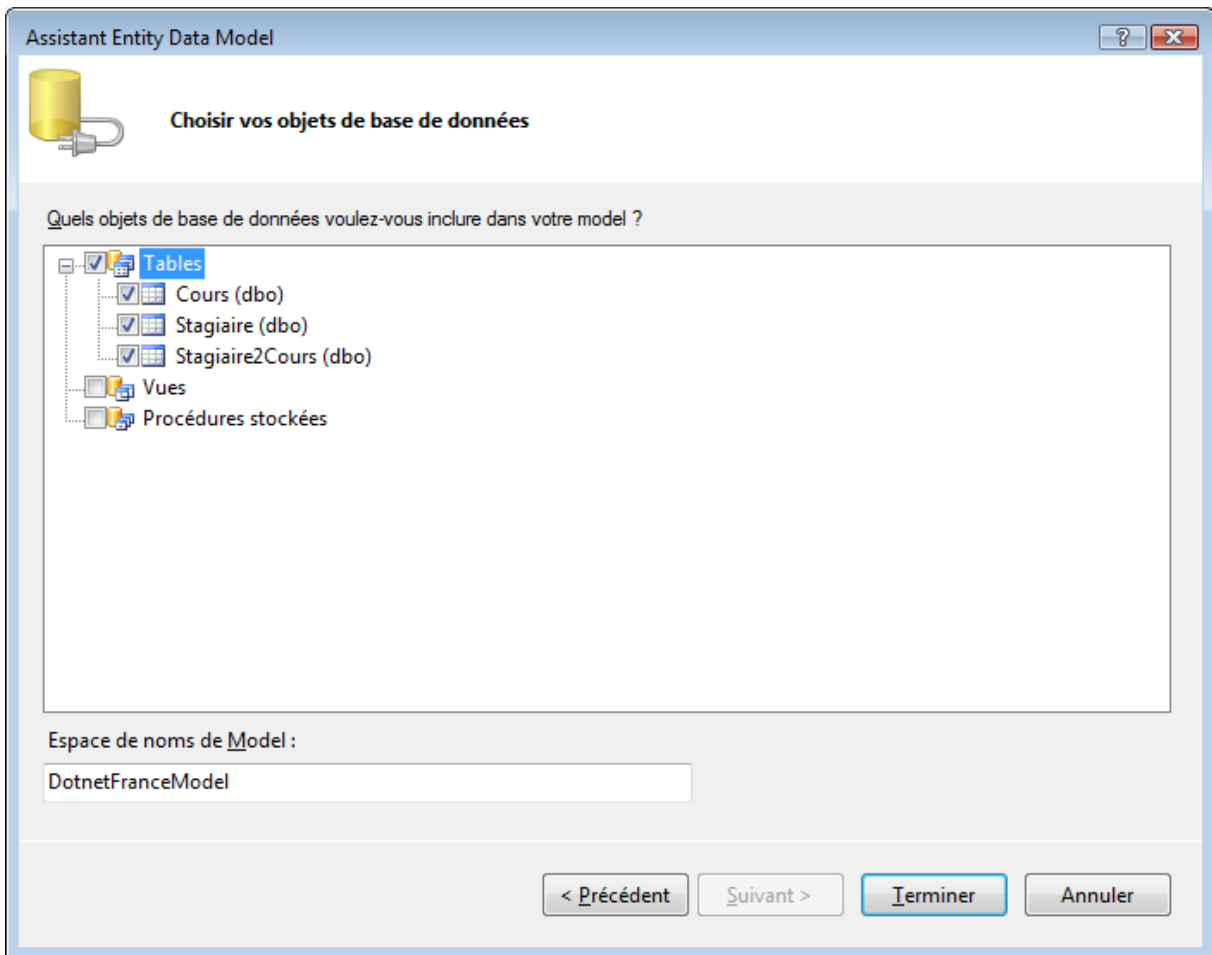 Assistant Entity Data Model
Choisir vos objets de base de données
Quels objets de base de données voulez-vous inclure dans votre model ?
Tables
Cours (dbo)
Stagiaire (dbo)
Stagiaire2Cours (dbo)
Vues
Procédures stockées
Espace de noms de Model :
DotnetFranceModel
< Précédent Suivant > Terminer Annuler